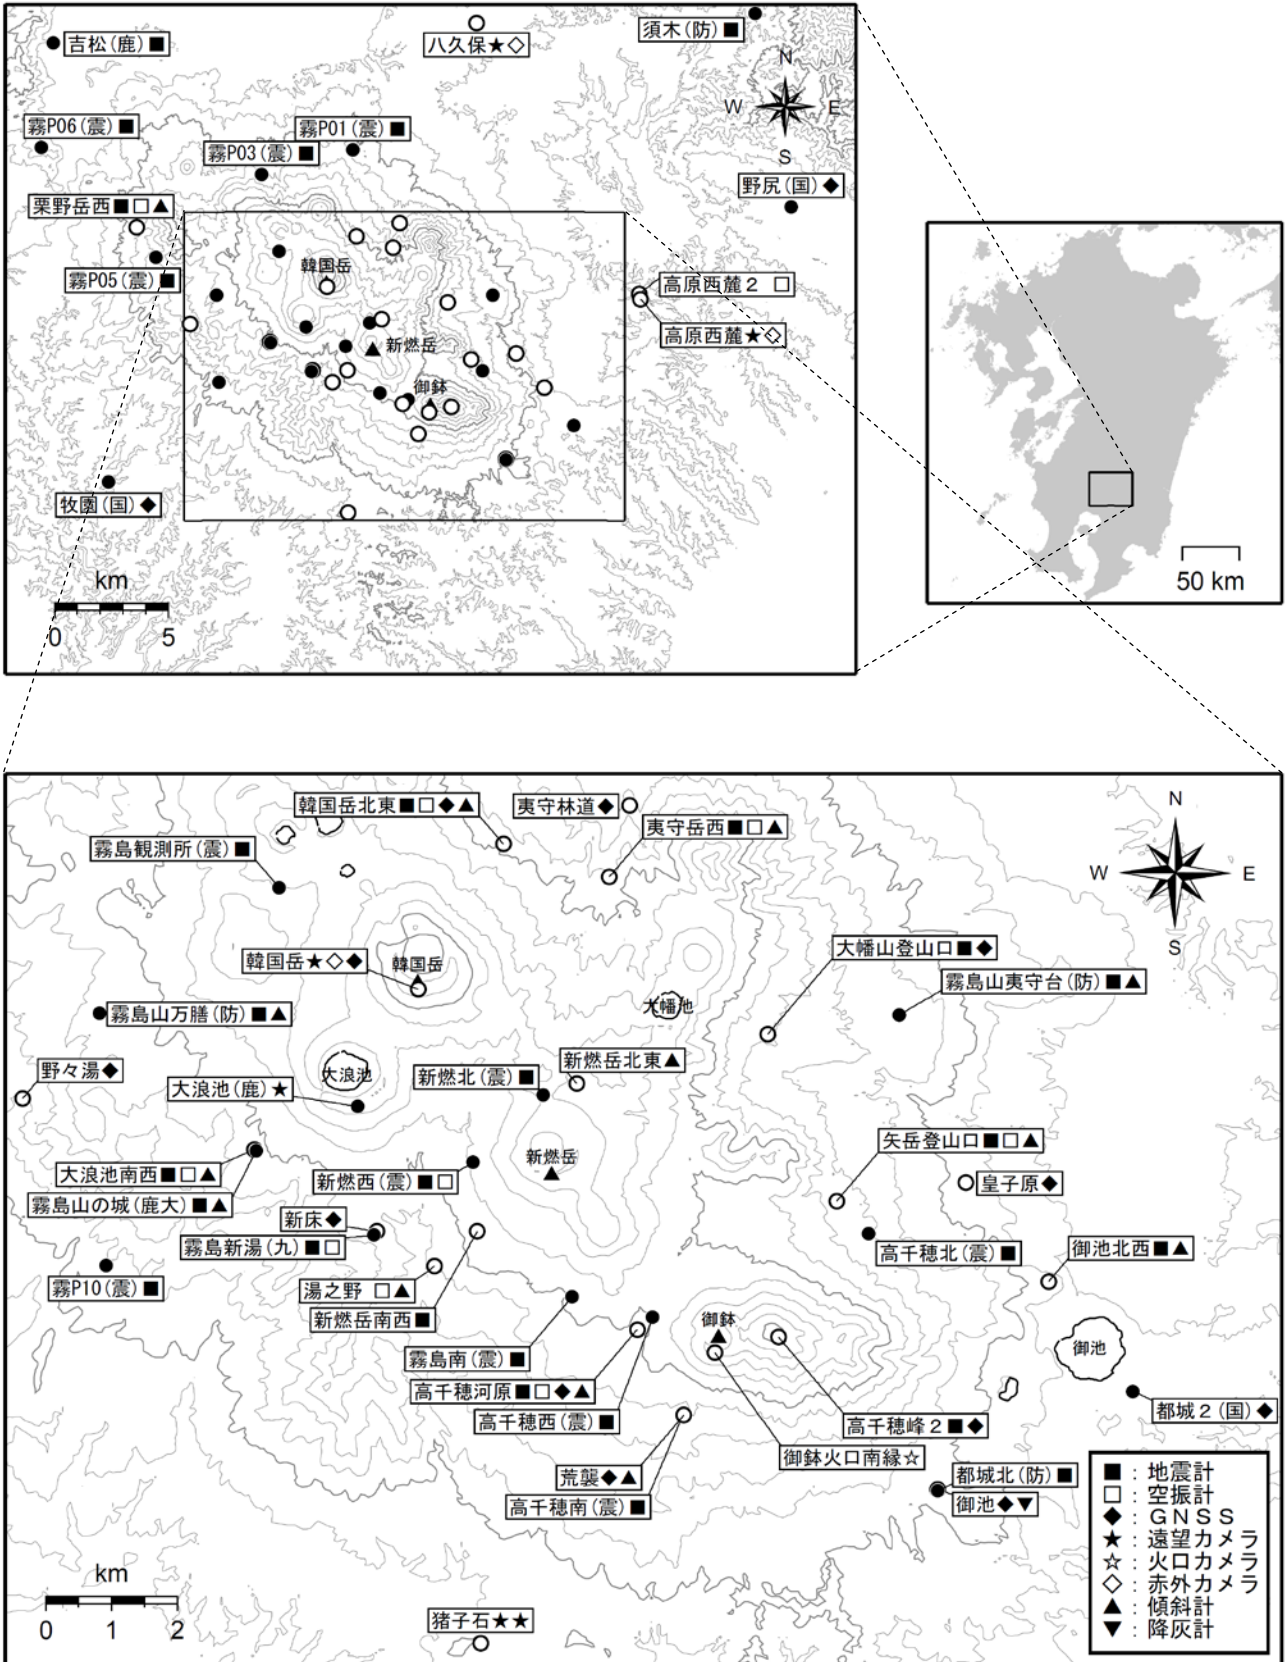 吉松(鹿)■
八久保★◇
須木(防)■
N
W E
S
霧P06(震)■
霧P01(震)■
霧P03(震)■
野尻(国)◆
栗野岳西■□▲
霧P05(震)■
韓国岳
高原西麓2 □
高原西麓★◇
新燃岳
御鉢
牧園(国)◆
km
0 5
50 km
韓国岳北東■□◆▲
夷守林道◆
夷守岳西■□▲
霧島観測所(震)■
N
W E
S
大幡山登山口■◆
韓国岳★◇◆
韓国岳
霧島山夷守台(防)■▲
大幡池
霧島山万膳(防)■▲
野々湯◆
新燃岳北東▲
大浪池
新燃北(震)■
大浪池(鹿)★
矢岳登山口■□▲
新燃岳
大浪池南西■□▲
新燃西(震)■□
皇子原◆
霧島山の城(鹿大)■▲
新床◆
霧島新湯(九)■□
高千穂北(震)■
御池北西■▲
霧P10(震)■
湯之野 □▲
新燃岳南西■
御鉢
御池
霧島南(震)■
高千穂河原■□◆▲
高千穂西(震)■
都城2(国)◆
高千穂峰2■◆
御鉢火口南縁☆
荒襲◆▲
高千穂南(震)■
都城北(防)■
御池◆▼
■:地震計
□:空振計
◆:GNSS
★:遠望カメラ
☆:火口カメラ
◇:赤外カメラ
▲:傾斜計
▼:降灰計
km
0 1 2
猪子石★★